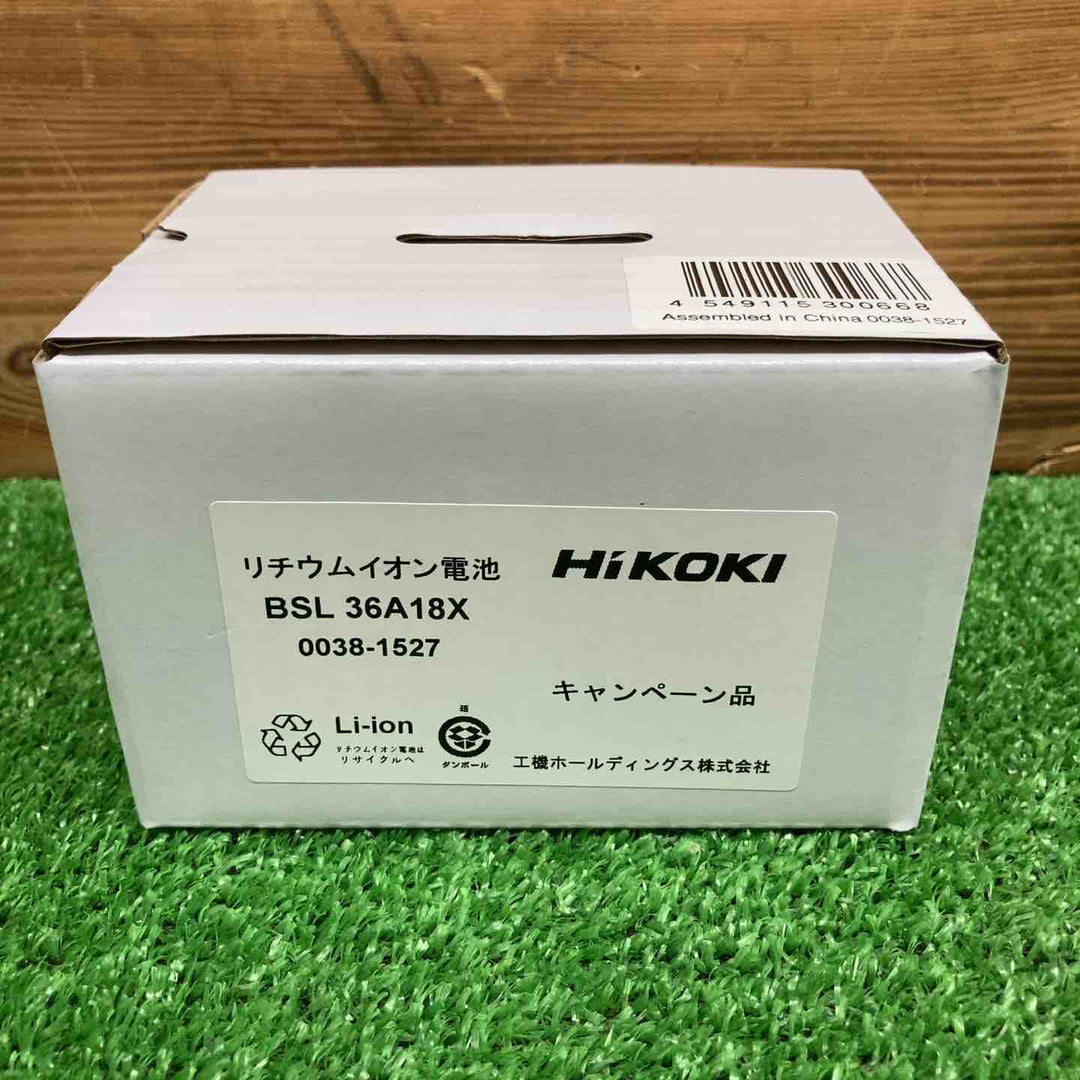 4 549115 300668
Assembled in China 0038-1527
リチウムイオン電池
HiKOKI
BSL 36A18X
0038-1527
キャンペーン品
Li-ion
リチウムイオン電池は
リサイクルへ
段
ダンボール
工機ホールディングス株式会社